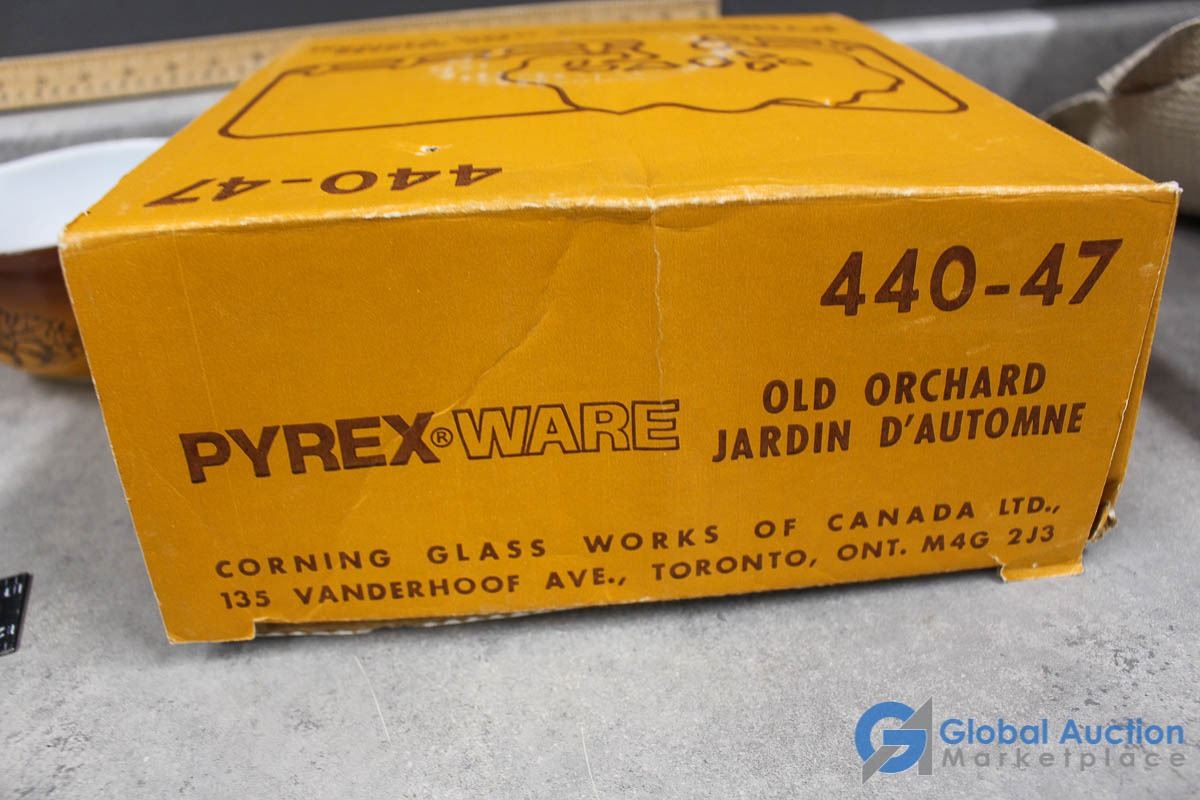 440-47
440-47
PYREX® WARE
OLD ORCHARD
JARDIN D'AUTOMNE
CORNING GLASS WORKS OF CANADA LTD.,
135 VANDERHOOF AVE., TORONTO, ONT. M4G 2J3
Global Auction
Marketplace